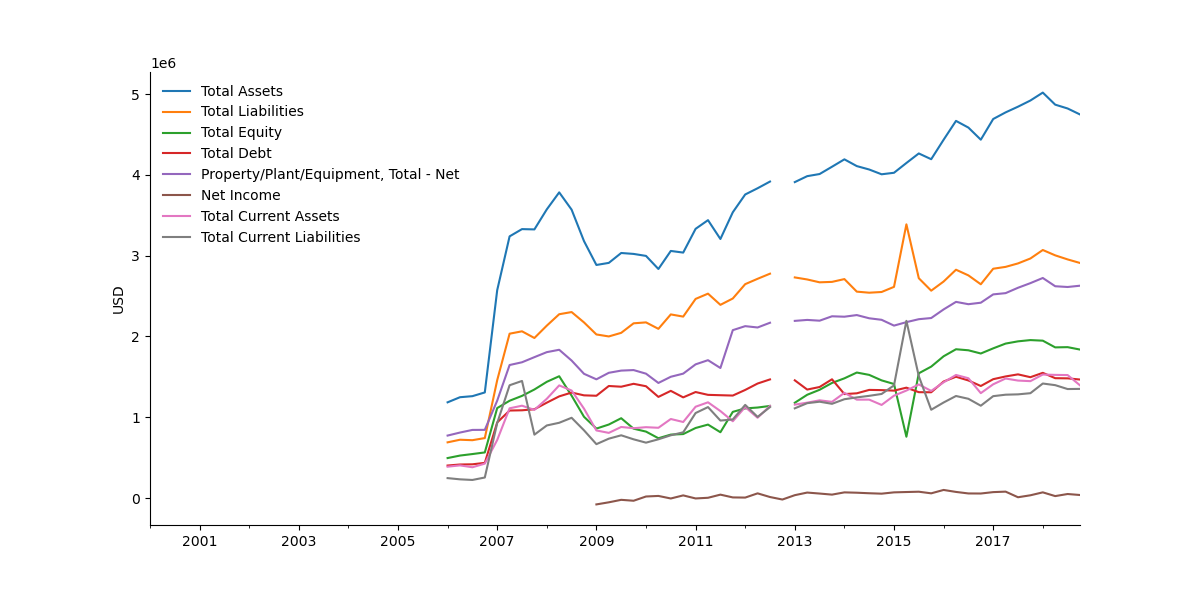 1e6
5
4
3
2
1
0
USD
Total Assets
Total Liabilities
Total Equity
Total Debt
Property/Plant/Equipment, Total - Net
Net Income
Total Current Assets
Total Current Liabilities
2001 2003 2005 2007 2009 2011 2013 2015 2017